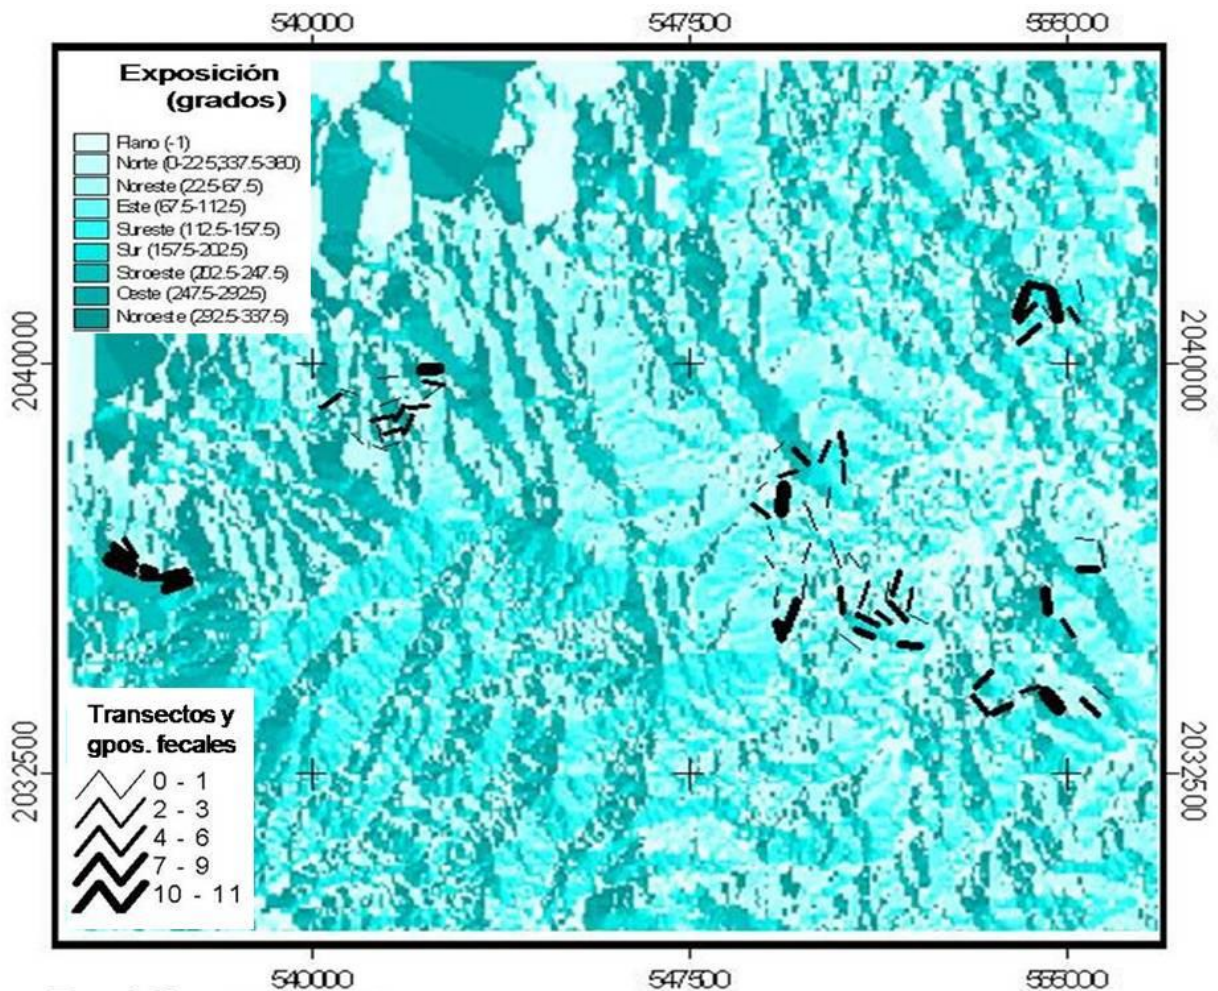 540000 547500 555000
Exposición
(grados)
Plano (-1)
Norte (0-22.5,337.5-360)
Noreste (22.5-67.5)
Este (67.5-112.5)
Sureste (112.5-157.5)
Sur (157.5-202.5)
Soroeste (202.5-247.5)
Oeste (247.5-292.5)
Noroeste (292.5-337.5)
2040000 2040000
Transectos y
gpos. fecales
0 - 1
2 - 3
4 - 6
7 - 9
10 - 11
2032500 2032500
540000 547500 555000